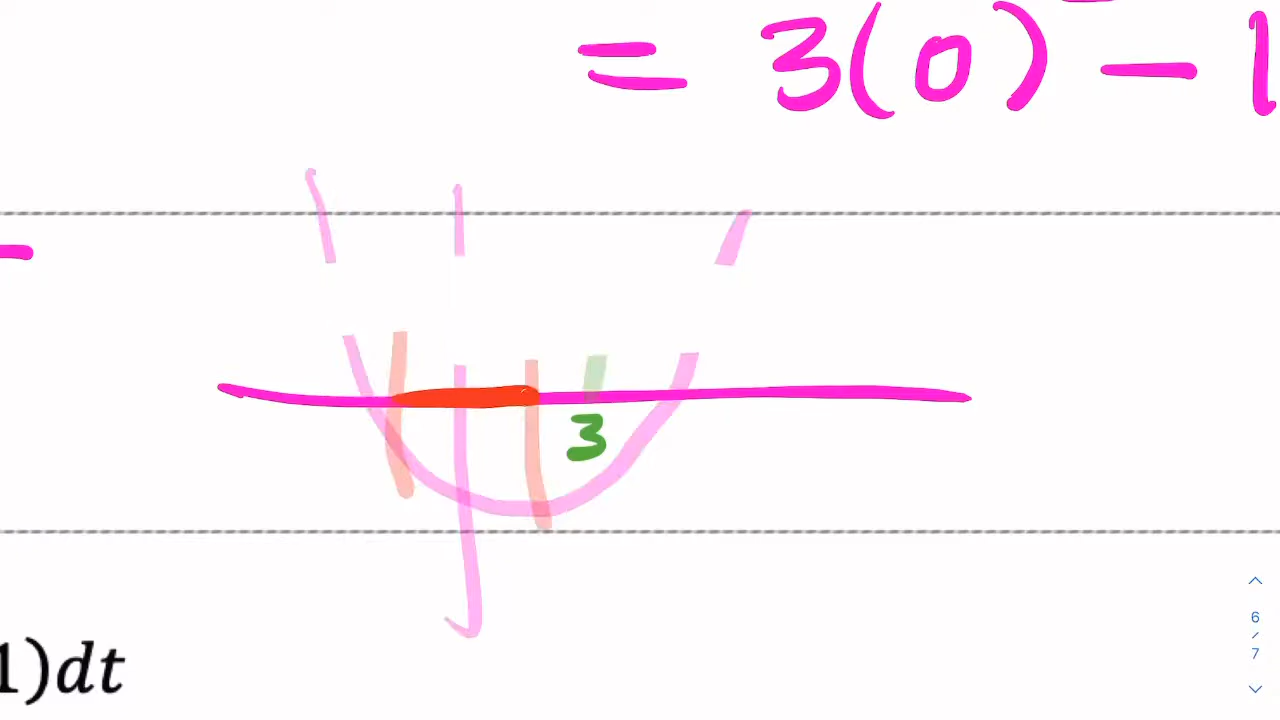 = 3(0) - 1
3
1)dt
6
/
7